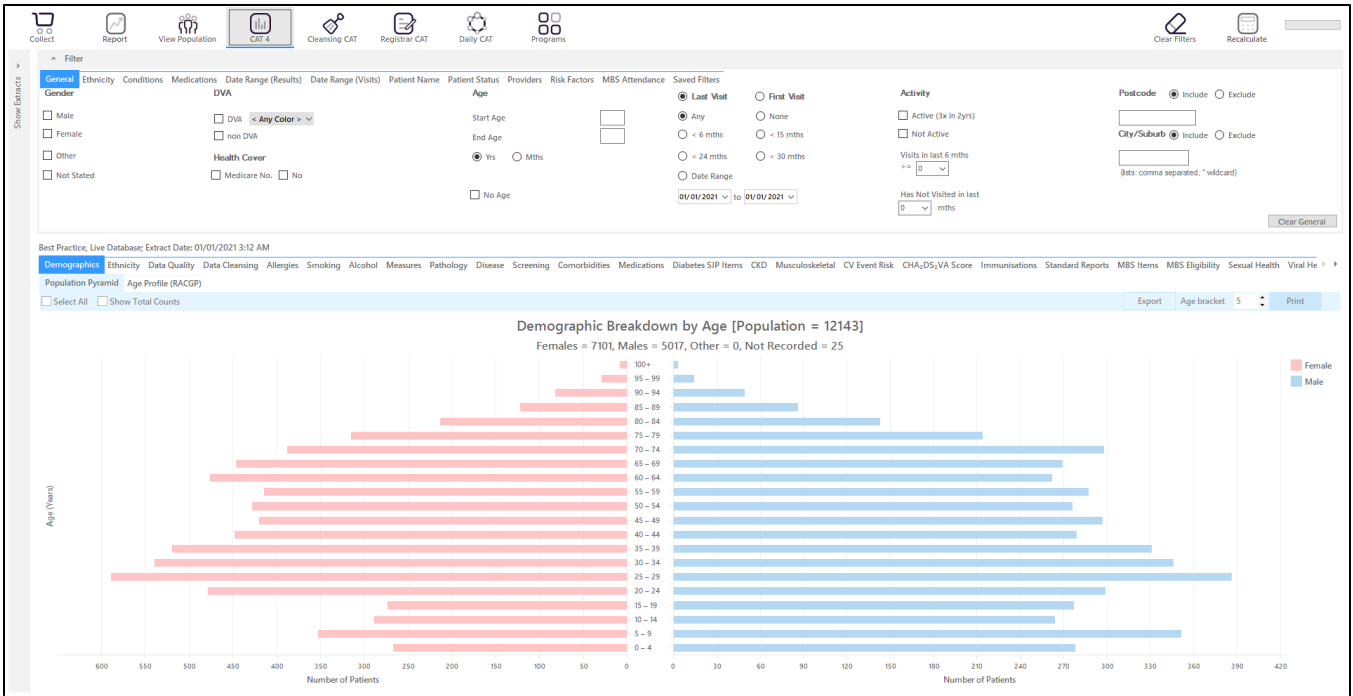 Collect Report View Population CAT 4 Cleansing CAT Registrar CAT Daily CAT Programs Clear Filters Recalculate
Show Extracts
Filter
General Ethnicity Conditions Medications Date Range (Results) Date Range (Visits) Patient Name Patient Status Providers Risk Factors MBS Attendance Saved Filters
Gender
Male
Female
Other
Not Stated
DVA
DVA < Any Color >
non DVA
Health Cover
Medicare No. No
Age
Start Age
End Age
Yrs Mths
No Age
Last Visit First Visit
Any None
< 6 mths < 15 mths
< 24 mths < 30 mths
Date Range
01/01/2021 to 01/01/2021
Activity
Active (3x in 2yrs)
Not Active
Visits in last 6 mths
>= 0
Has Not Visited in last
0 mths
Postcode Include Exclude
City/Suburb Include Exclude
(lists: comma separated, * wildcard)
Clear General
Best Practice, Live Database; Extract Date: 01/01/2021 3:12 AM
Demographics Ethnicity Data Quality Data Cleansing Allergies Smoking Alcohol Measures Pathology Disease Screening Comorbidities Medications Diabetes SIP Items CKD Musculoskeletal CV Event Risk CHA₂DS₂VA Score Immunisations Standard Reports MBS Items MBS Eligibility Sexual Health Viral He
Population Pyramid Age Profile (RACGP)
Select All Show Total Counts Export Age bracket 5 Print
Demographic Breakdown by Age [Population = 12143]
Females = 7101, Males = 5017, Other = 0, Not Recorded = 25
Female
Male
Age (Years)
100+
95 – 99
90 – 94
85 – 89
80 – 84
75 – 79
70 – 74
65 – 69
60 – 64
55 – 59
50 – 54
45 – 49
40 – 44
35 – 39
30 – 34
25 – 29
20 – 24
15 – 19
10 – 14
5 – 9
0 – 4
600 550 500 450 400 350 300 250 200 150 100 50 0 0 30 60 90 120 150 180 210 240 270 300 330 360 390 420
Number of Patients Number of Patients